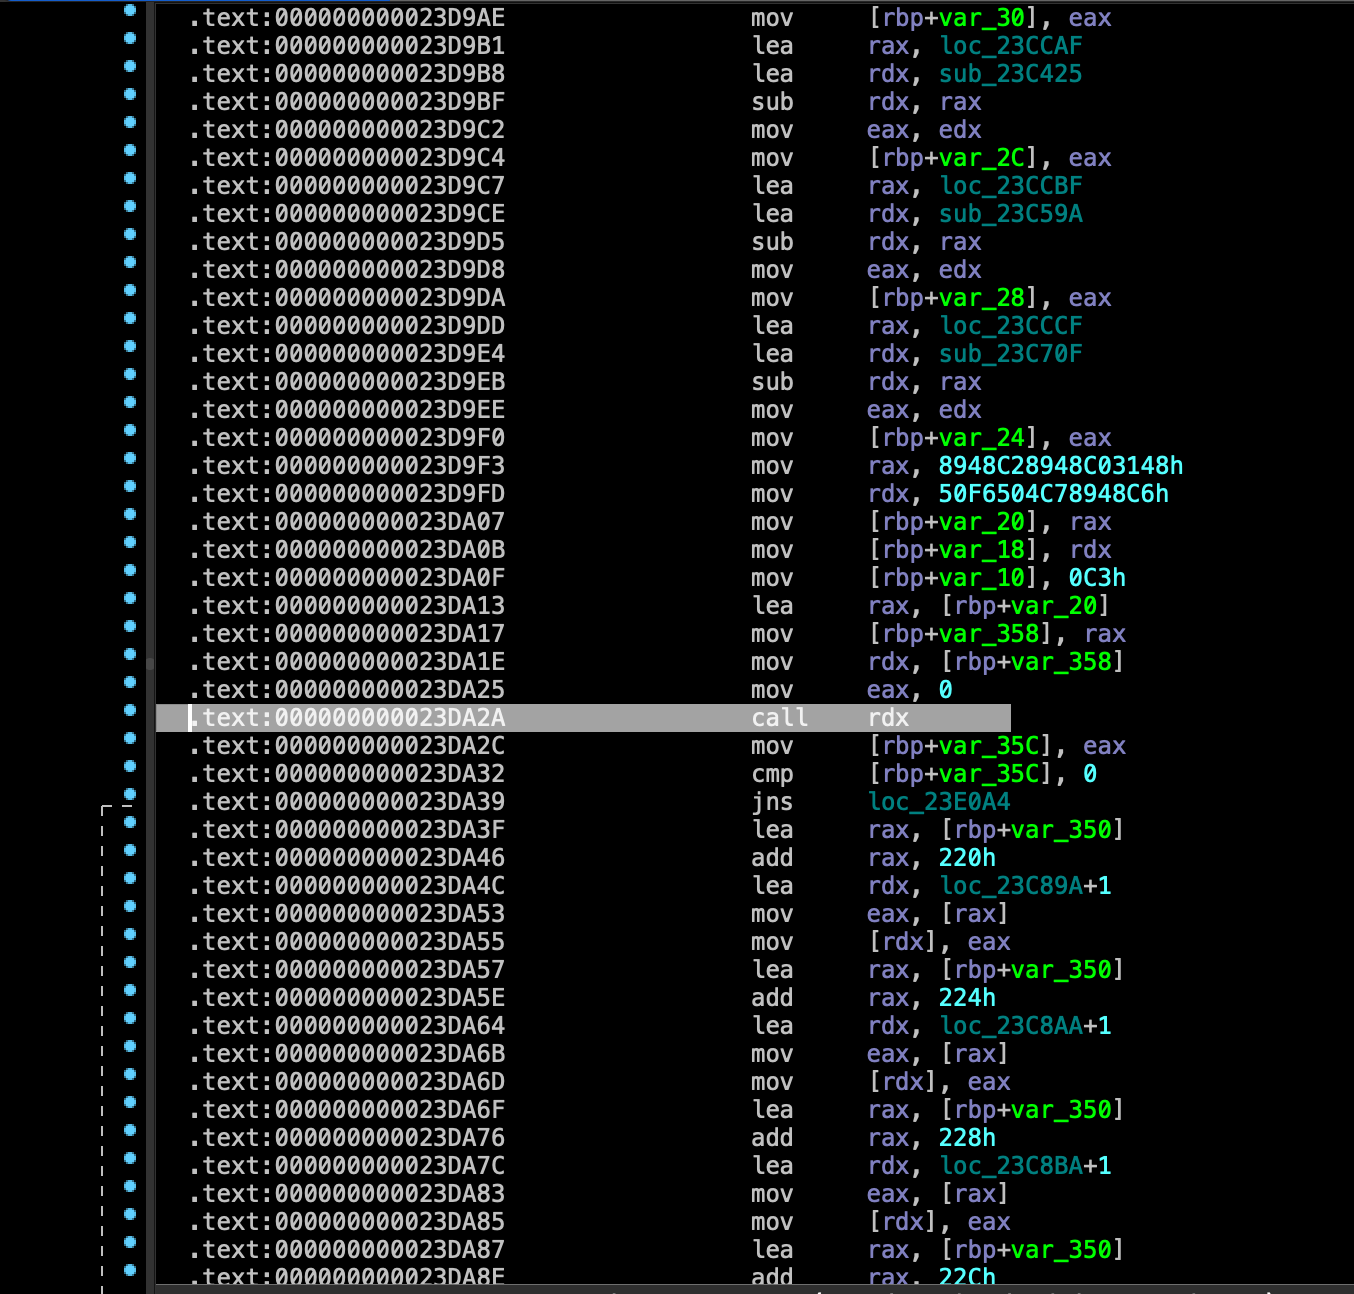 .text:000000000023D9AE mov [rbp+var_30], eax
.text:000000000023D9B1 lea rax, loc_23CCAF
.text:000000000023D9B8 lea rdx, sub_23C425
.text:000000000023D9BF sub rdx, rax
.text:000000000023D9C2 mov eax, edx
.text:000000000023D9C4 mov [rbp+var_2C], eax
.text:000000000023D9C7 lea rax, loc_23CCBF
.text:000000000023D9CE lea rdx, sub_23C59A
.text:000000000023D9D5 sub rdx, rax
.text:000000000023D9D8 mov eax, edx
.text:000000000023D9DA mov [rbp+var_28], eax
.text:000000000023D9DD lea rax, loc_23CCCF
.text:000000000023D9E4 lea rdx, sub_23C70F
.text:000000000023D9EB sub rdx, rax
.text:000000000023D9EE mov eax, edx
.text:000000000023D9F0 mov [rbp+var_24], eax
.text:000000000023D9F3 mov rax, 8948C28948C03148h
.text:000000000023D9FD mov rdx, 50F6504C78948C6h
.text:000000000023DA07 mov [rbp+var_20], rax
.text:000000000023DA0B mov [rbp+var_18], rdx
.text:000000000023DA0F mov [rbp+var_10], 0C3h
.text:000000000023DA13 lea rax, [rbp+var_20]
.text:000000000023DA17 mov [rbp+var_358], rax
.text:000000000023DA1E mov rdx, [rbp+var_358]
.text:000000000023DA25 mov eax, 0
.text:000000000023DA2A call rdx
.text:000000000023DA2C mov [rbp+var_35C], eax
.text:000000000023DA32 cmp [rbp+var_35C], 0
.text:000000000023DA39 jns loc_23E0A4
.text:000000000023DA3F lea rax, [rbp+var_350]
.text:000000000023DA46 add rax, 220h
.text:000000000023DA4C lea rdx, loc_23C89A+1
.text:000000000023DA53 mov eax, [rax]
.text:000000000023DA55 mov [rdx], eax
.text:000000000023DA57 lea rax, [rbp+var_350]
.text:000000000023DA5E add rax, 224h
.text:000000000023DA64 lea rdx, loc_23C8AA+1
.text:000000000023DA6B mov eax, [rax]
.text:000000000023DA6D mov [rdx], eax
.text:000000000023DA6F lea rax, [rbp+var_350]
.text:000000000023DA76 add rax, 228h
.text:000000000023DA7C lea rdx, loc_23C8BA+1
.text:000000000023DA83 mov eax, [rax]
.text:000000000023DA85 mov [rdx], eax
.text:000000000023DA87 lea rax, [rbp+var_350]
.text:000000000023DA8E add rax, 22Ch